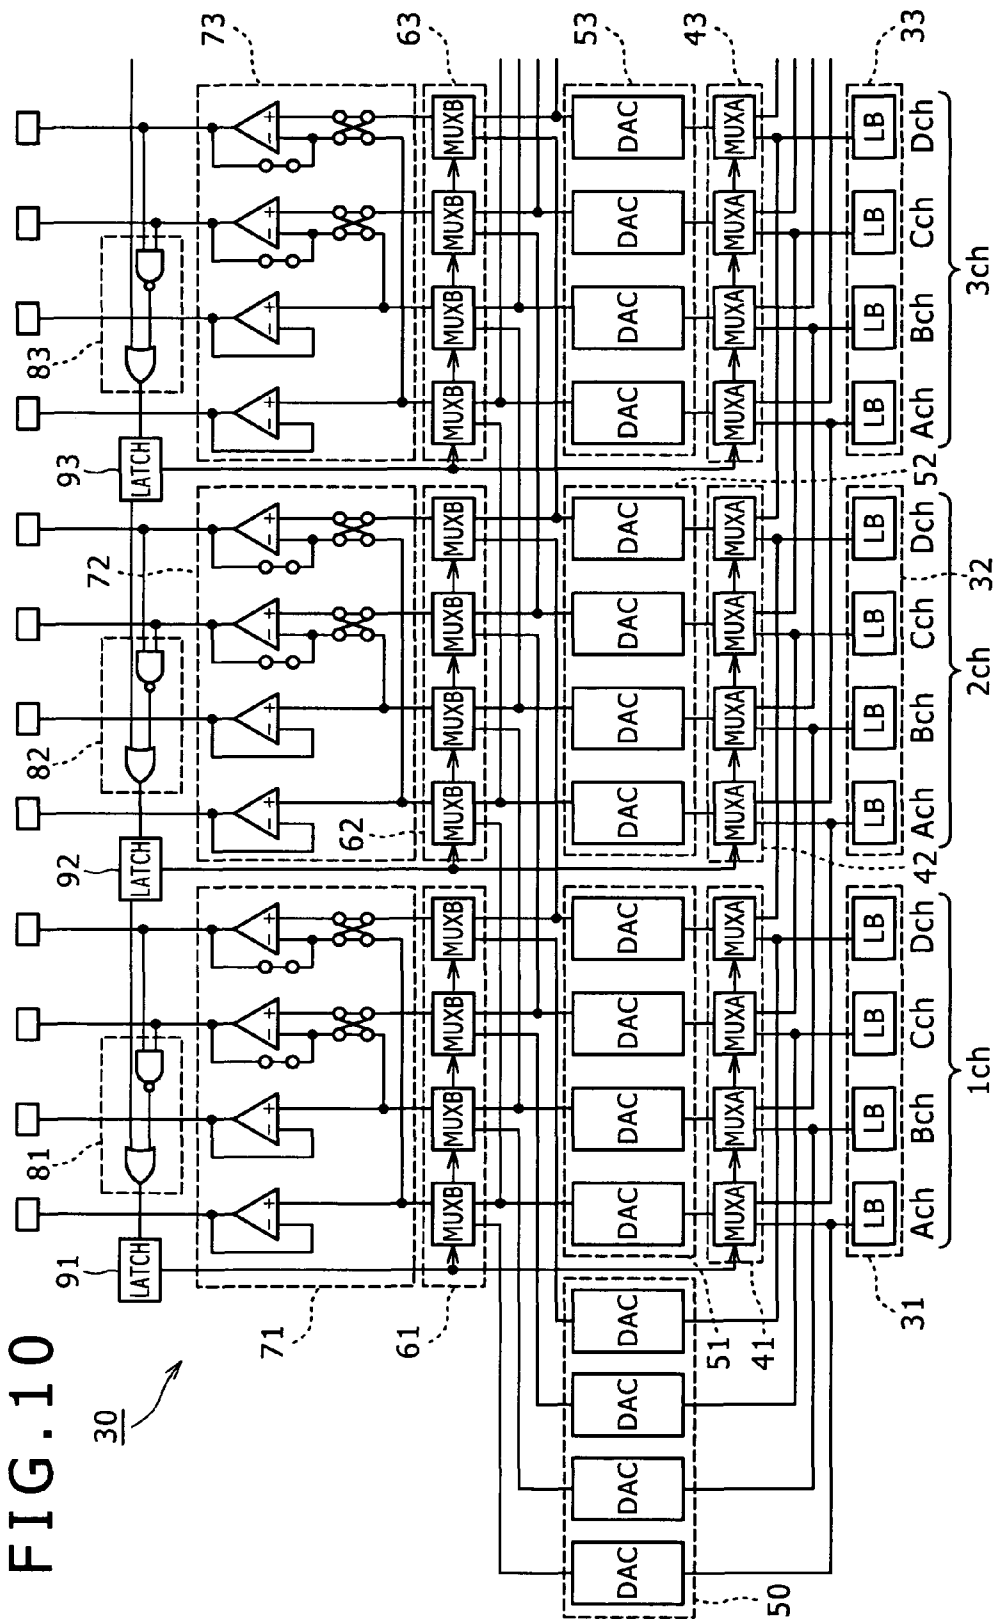 FIG.10
30
91 81 92 82 72 93 83 73
LATCH LATCH LATCH
+ - + - + - + - + - + - + - + - + - + - + - + -
71
61 62 63
MUXB MUXB MUXB MUXB MUXB MUXB MUXB MUXB MUXB MUXB MUXB MUXB
53
DAC DAC DAC DAC DAC DAC DAC DAC DAC DAC DAC DAC DAC DAC DAC DAC
50 51 52
43
MUXA MUXA MUXA MUXA MUXA MUXA MUXA MUXA MUXA MUXA MUXA MUXA
41 42
LB LB LB LB LB LB LB LB LB LB LB LB
31 32 33
Ach Bch Cch Dch Ach Bch Cch Dch Ach Bch Cch Dch
1ch 2ch 3ch